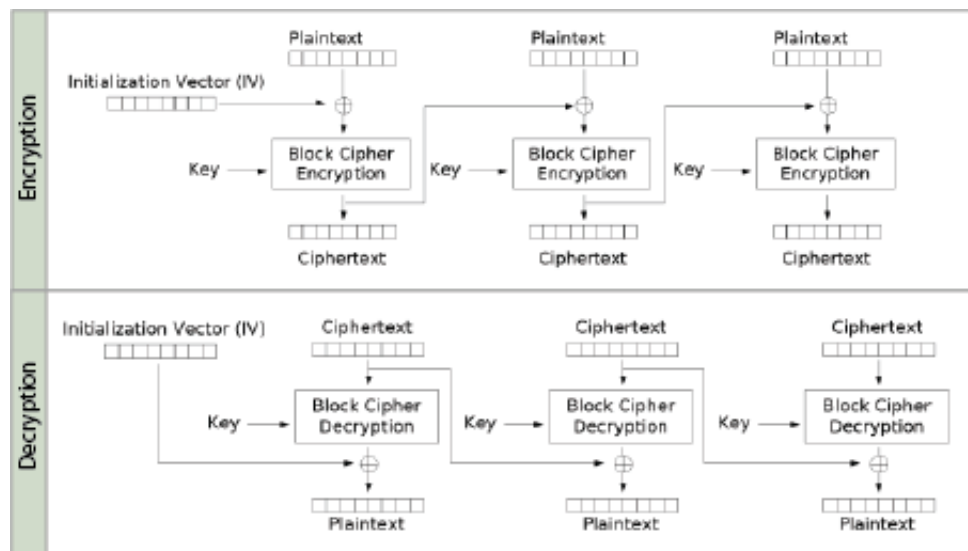 Encryption
Plaintext
Plaintext
Plaintext
Initialization Vector (IV)
Key
Block Cipher
Encryption
Key
Block Cipher
Encryption
Key
Block Cipher
Encryption
Ciphertext
Ciphertext
Ciphertext
Decryption
Initialization Vector (IV)
Ciphertext
Ciphertext
Ciphertext
Key
Block Cipher
Decryption
Key
Block Cipher
Decryption
Key
Block Cipher
Decryption
Plaintext
Plaintext
Plaintext